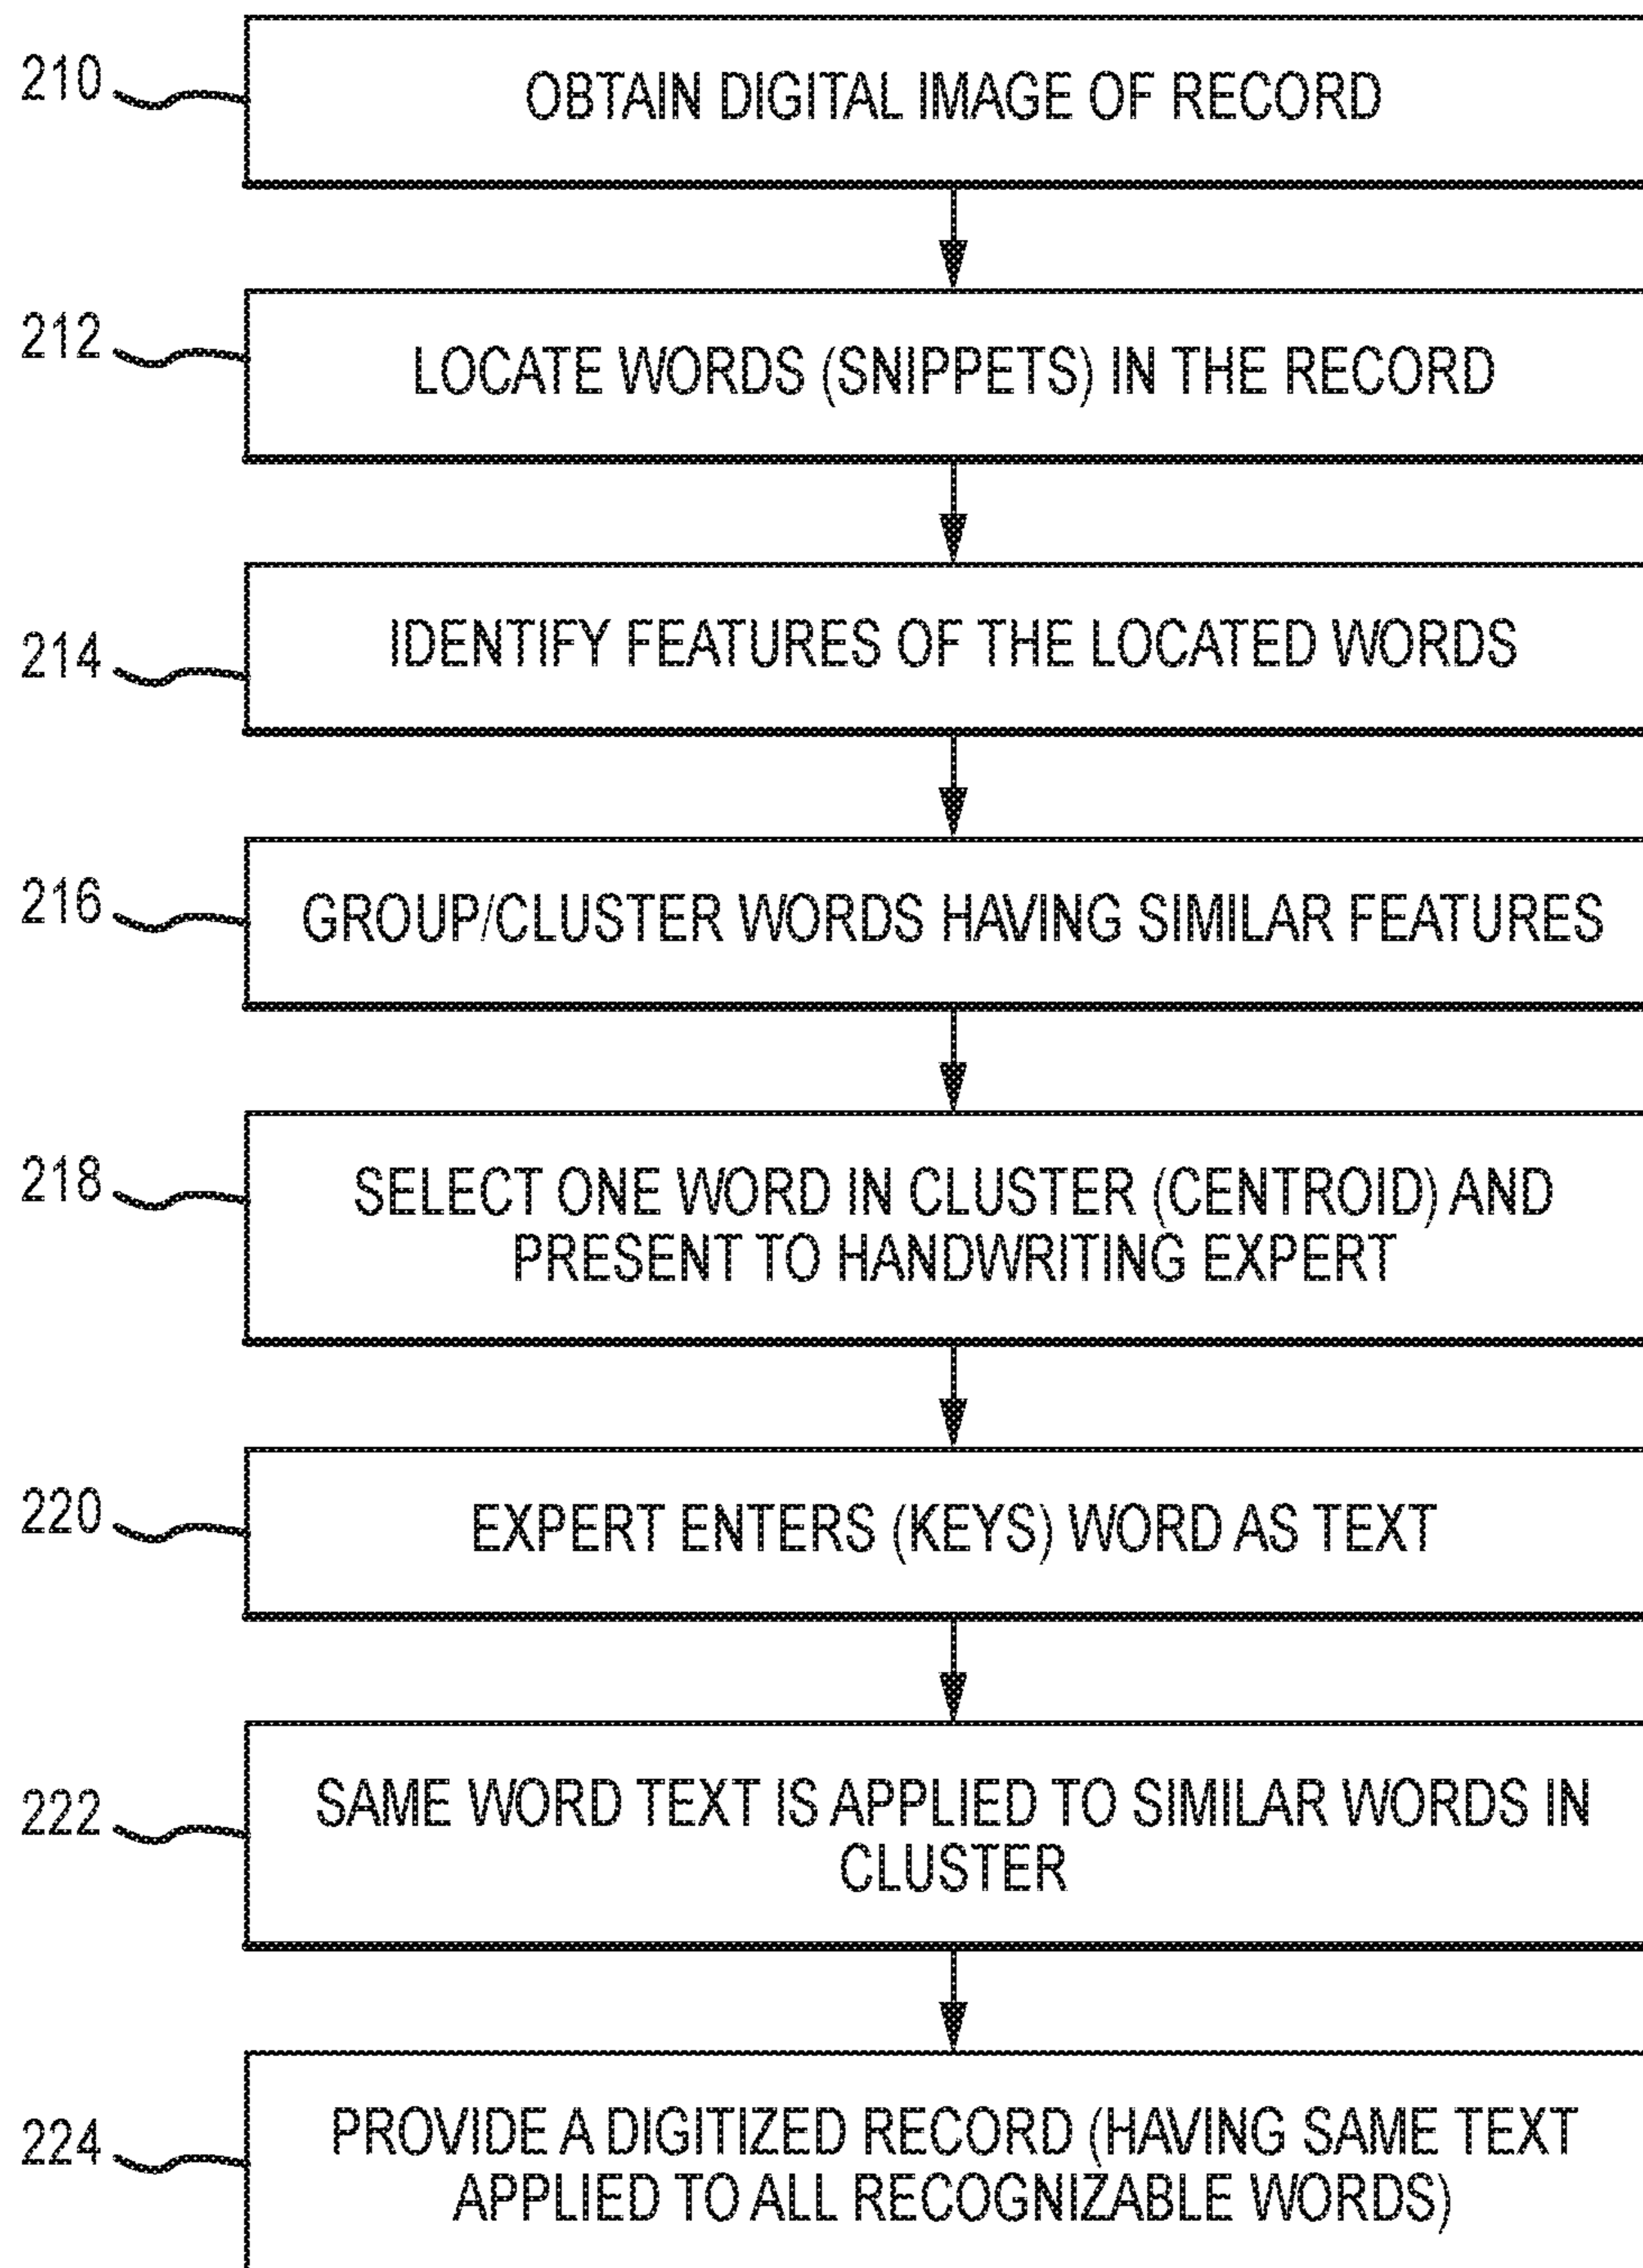 210
OBTAIN DIGITAL IMAGE OF RECORD
212
LOCATE WORDS (SNIPPETS) IN THE RECORD
214
IDENTIFY FEATURES OF THE LOCATED WORDS
216
GROUP/CLUSTER WORDS HAVING SIMILAR FEATURES
218
SELECT ONE WORD IN CLUSTER (CENTROID) AND
PRESENT TO HANDWRITING EXPERT
220
EXPERT ENTERS (KEYS) WORD AS TEXT
222
SAME WORD TEXT IS APPLIED TO SIMILAR WORDS IN
CLUSTER
224
PROVIDE A DIGITIZED RECORD (HAVING SAME TEXT
APPLIED TO ALL RECOGNIZABLE WORDS)